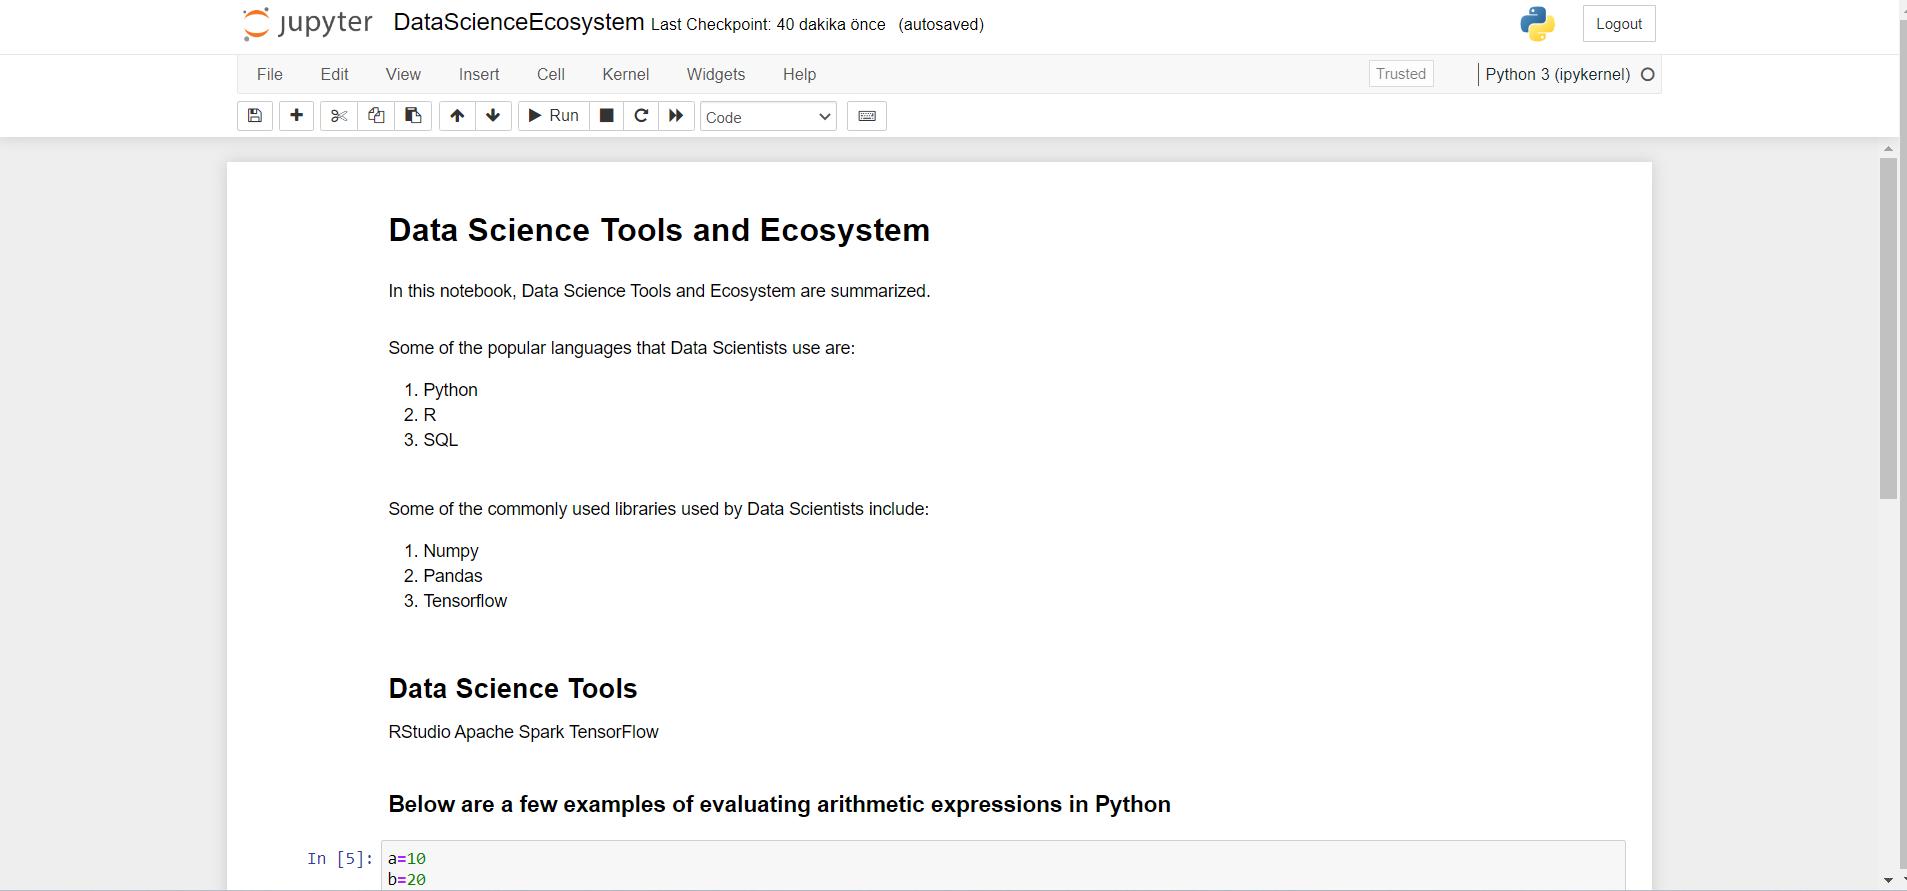 jupyter DataScienceEcosystem Last Checkpoint: 40 dakika önce (autosaved)
Logout
File Edit View Insert Cell Kernel Widgets Help
Trusted
Python 3 (ipykernel)
Run
Code
Data Science Tools and Ecosystem
In this notebook, Data Science Tools and Ecosystem are summarized.
Some of the popular languages that Data Scientists use are:
1. Python
2. R
3. SQL
Some of the commonly used libraries used by Data Scientists include:
1. Numpy
2. Pandas
3. Tensorflow
Data Science Tools
RStudio Apache Spark TensorFlow
Below are a few examples of evaluating arithmetic expressions in Python
In [5]: a=10
b=20